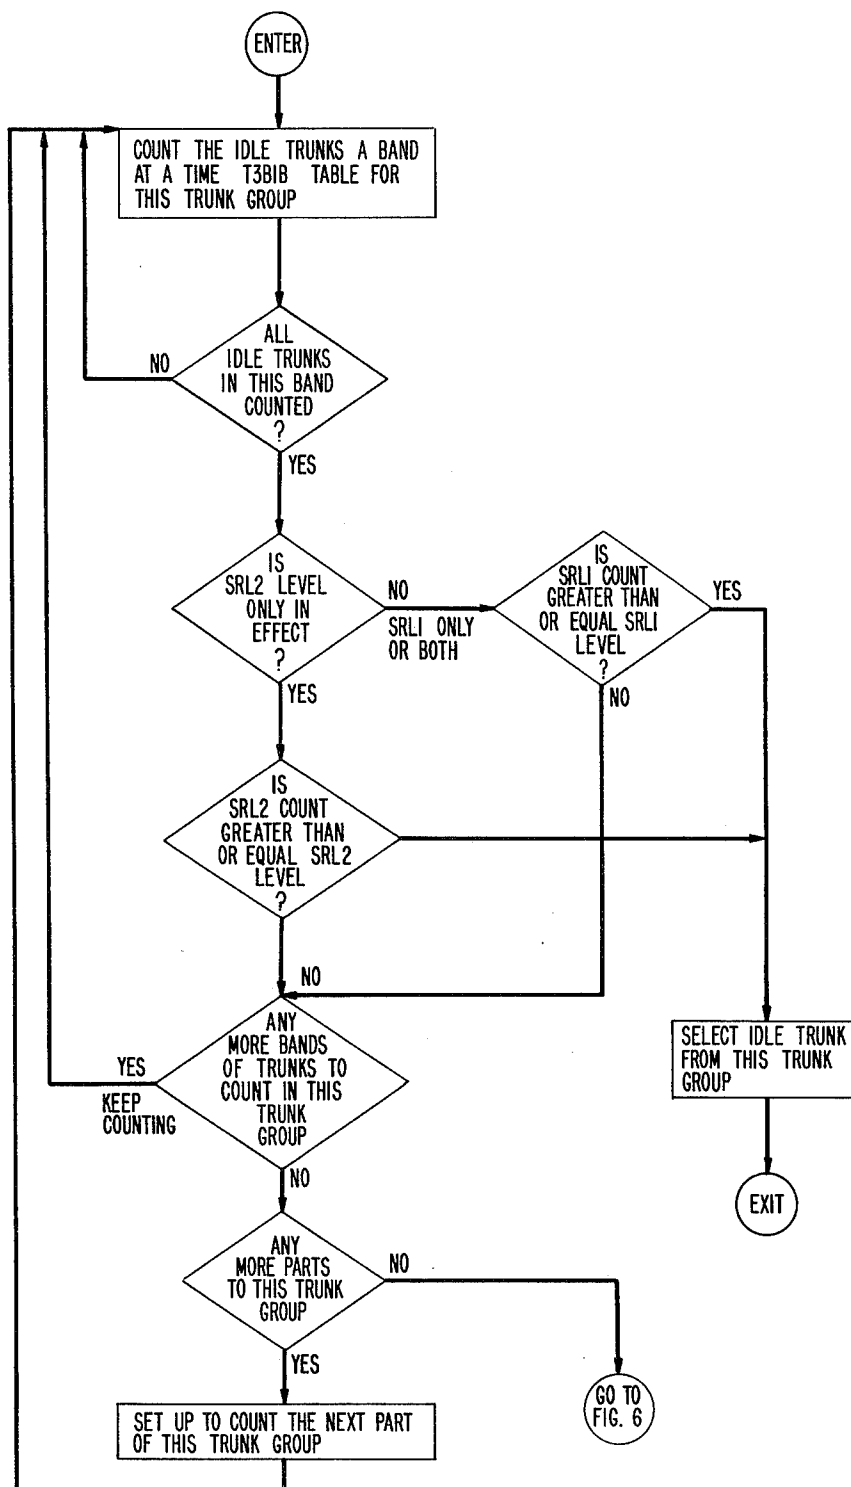 ENTER
COUNT THE IDLE TRUNKS A BAND
AT A TIME T3BIB TABLE FOR
THIS TRUNK GROUP
ALL
IDLE TRUNKS
IN THIS BAND
COUNTED
?
NO
YES
IS
SRL2 LEVEL
ONLY IN
EFFECT
?
NO
SRL1 ONLY
OR BOTH
YES
IS
SRL1 COUNT
GREATER THAN
OR EQUAL SRL1
LEVEL
?
YES
NO
IS
SRL2 COUNT
GREATER THAN
OR EQUAL SRL2
LEVEL
?
NO
ANY
MORE BANDS
OF TRUNKS TO
COUNT IN THIS
TRUNK
GROUP
YES
KEEP
COUNTING
NO
SELECT IDLE TRUNK
FROM THIS TRUNK
GROUP
EXIT
ANY
MORE PARTS
TO THIS TRUNK
GROUP
NO
YES
GO TO
FIG. 6
SET UP TO COUNT THE NEXT PART
OF THIS TRUNK GROUP